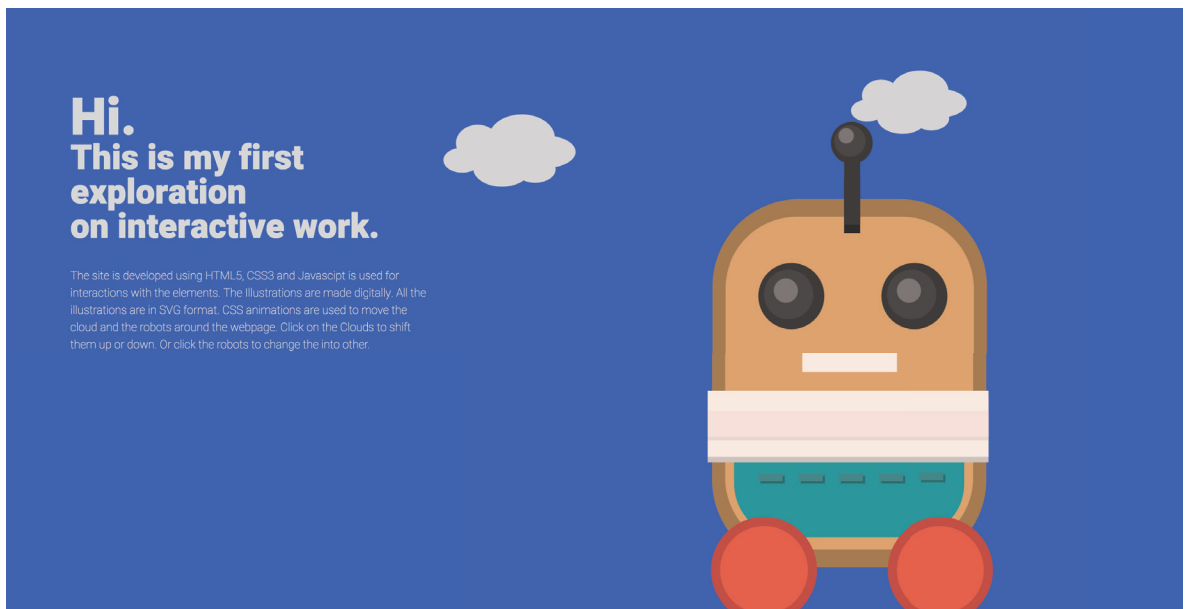 Hi.
This is my first
exploration
on interactive work.
The site is developed using HTML5, CSS3 and Javascipt is used for
interactions with the elements. The Illustrations are made digitally. All the
illustrations are in SVG format. CSS animations are used to move the
cloud and the robots around the webpage. Click on the Clouds to shift
them up or down. Or click the robots to change the into other.